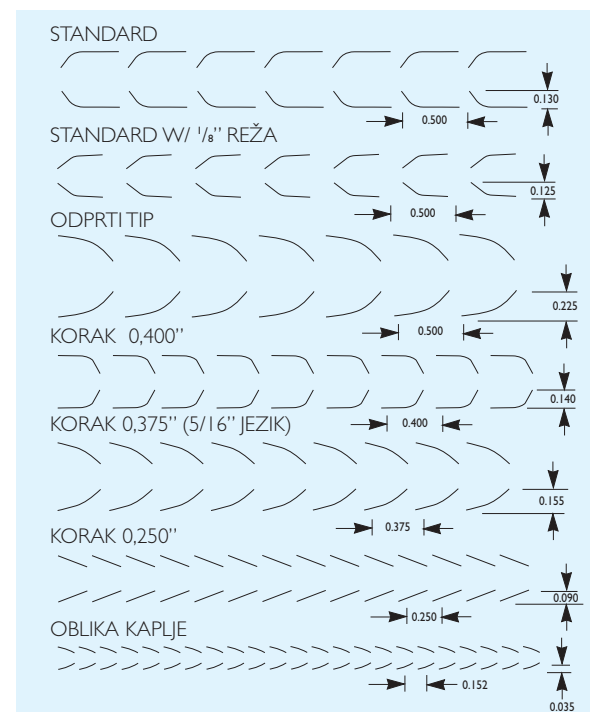 STANDARD
0.130
0.500
STANDARD W/ 1/8’’ REŽA
0.125
0.500
ODPRTI TIP
0.225
0.500
KORAK 0,400’’
0.140
0.400
KORAK 0,375’’ (5/16’’ JEZIK)
0.155
0.375
KORAK 0,250’’
0.090
0.250
OBLIKA KAPLJE
0.152
0.035